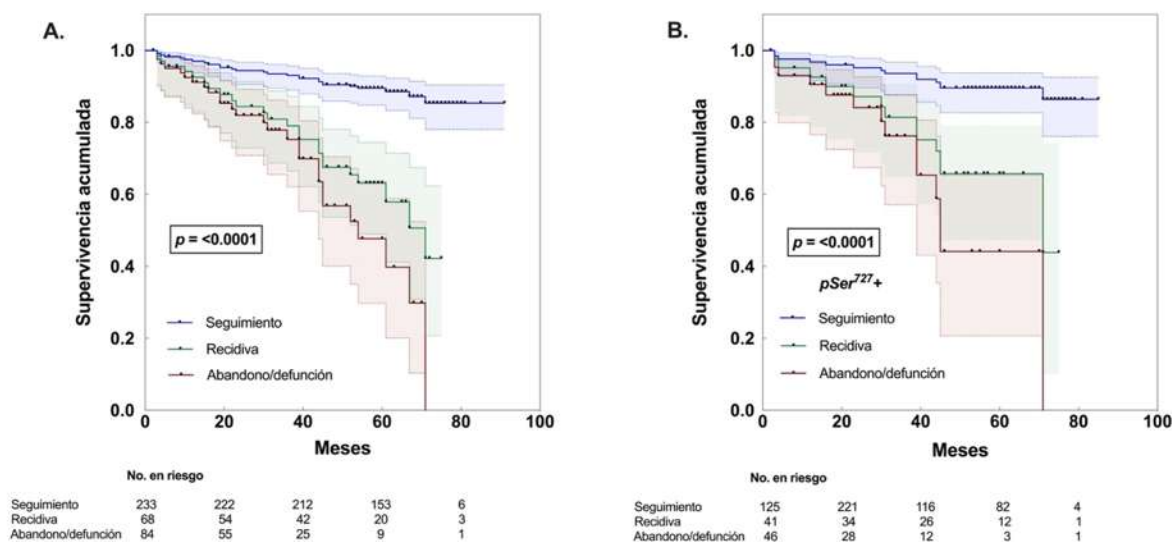 A.
Supervivencia acumulada
1.0
0.8
0.6
0.4
0.2
0.0
p = <0.0001
Seguimiento
Recidiva
Abandono/defunción
0 20 40 60 80 100
Meses
No. en riesgo
Seguimiento 233 222 212 153 6
Recidiva 68 54 42 20 3
Abandono/defunción 84 55 25 9 1
B.
Supervivencia acumulada
1.0
0.8
0.6
0.4
0.2
0.0
p = <0.0001
pSer727+
Seguimiento
Recidiva
Abandono/defunción
0 20 40 60 80 100
Meses
No. en riesgo
Seguimiento 125 221 116 82 4
Recidiva 41 34 26 12 1
Abandono/defunción 46 28 12 3 1